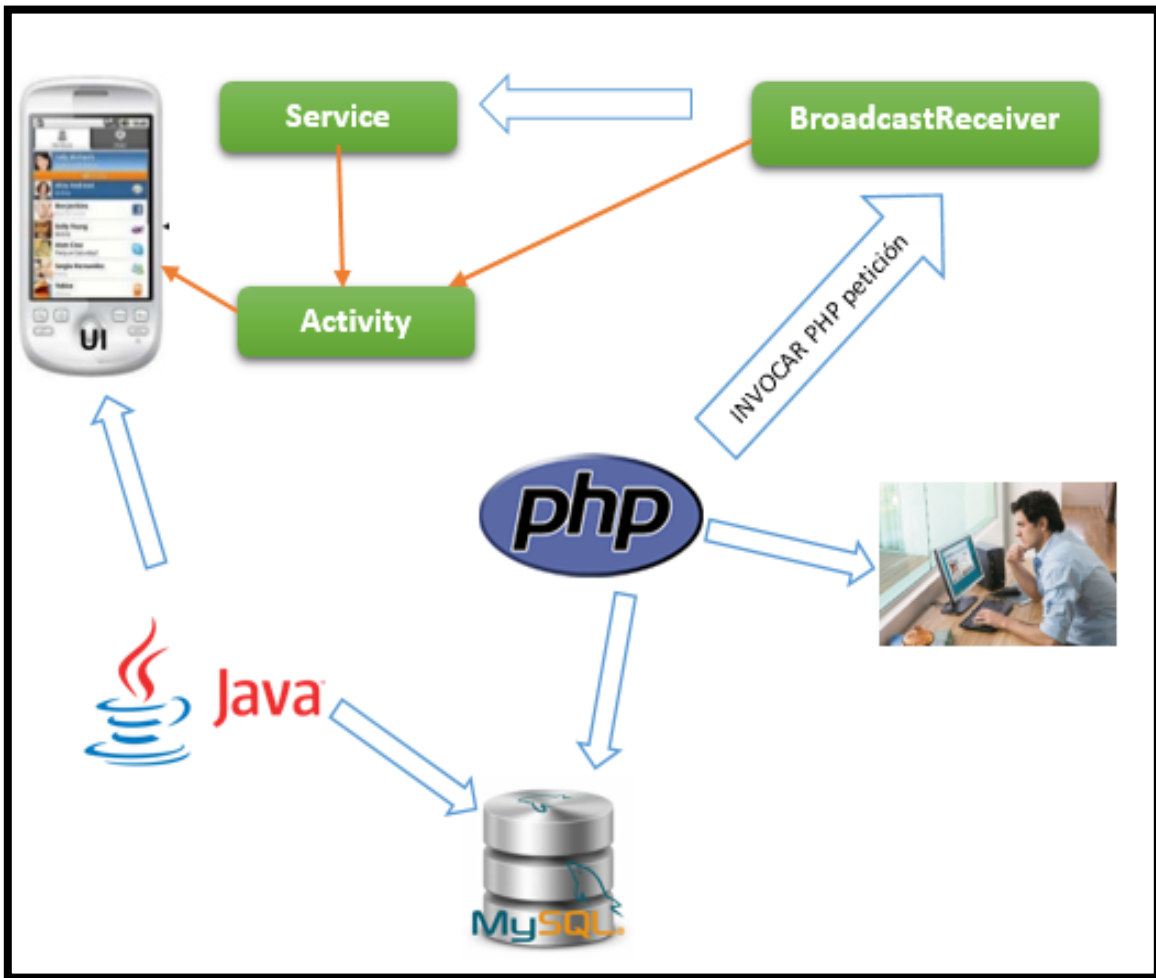 Service
BroadcastReceiver
Activity
UI
INVOCAR PHP petición
php
Java
MySQL